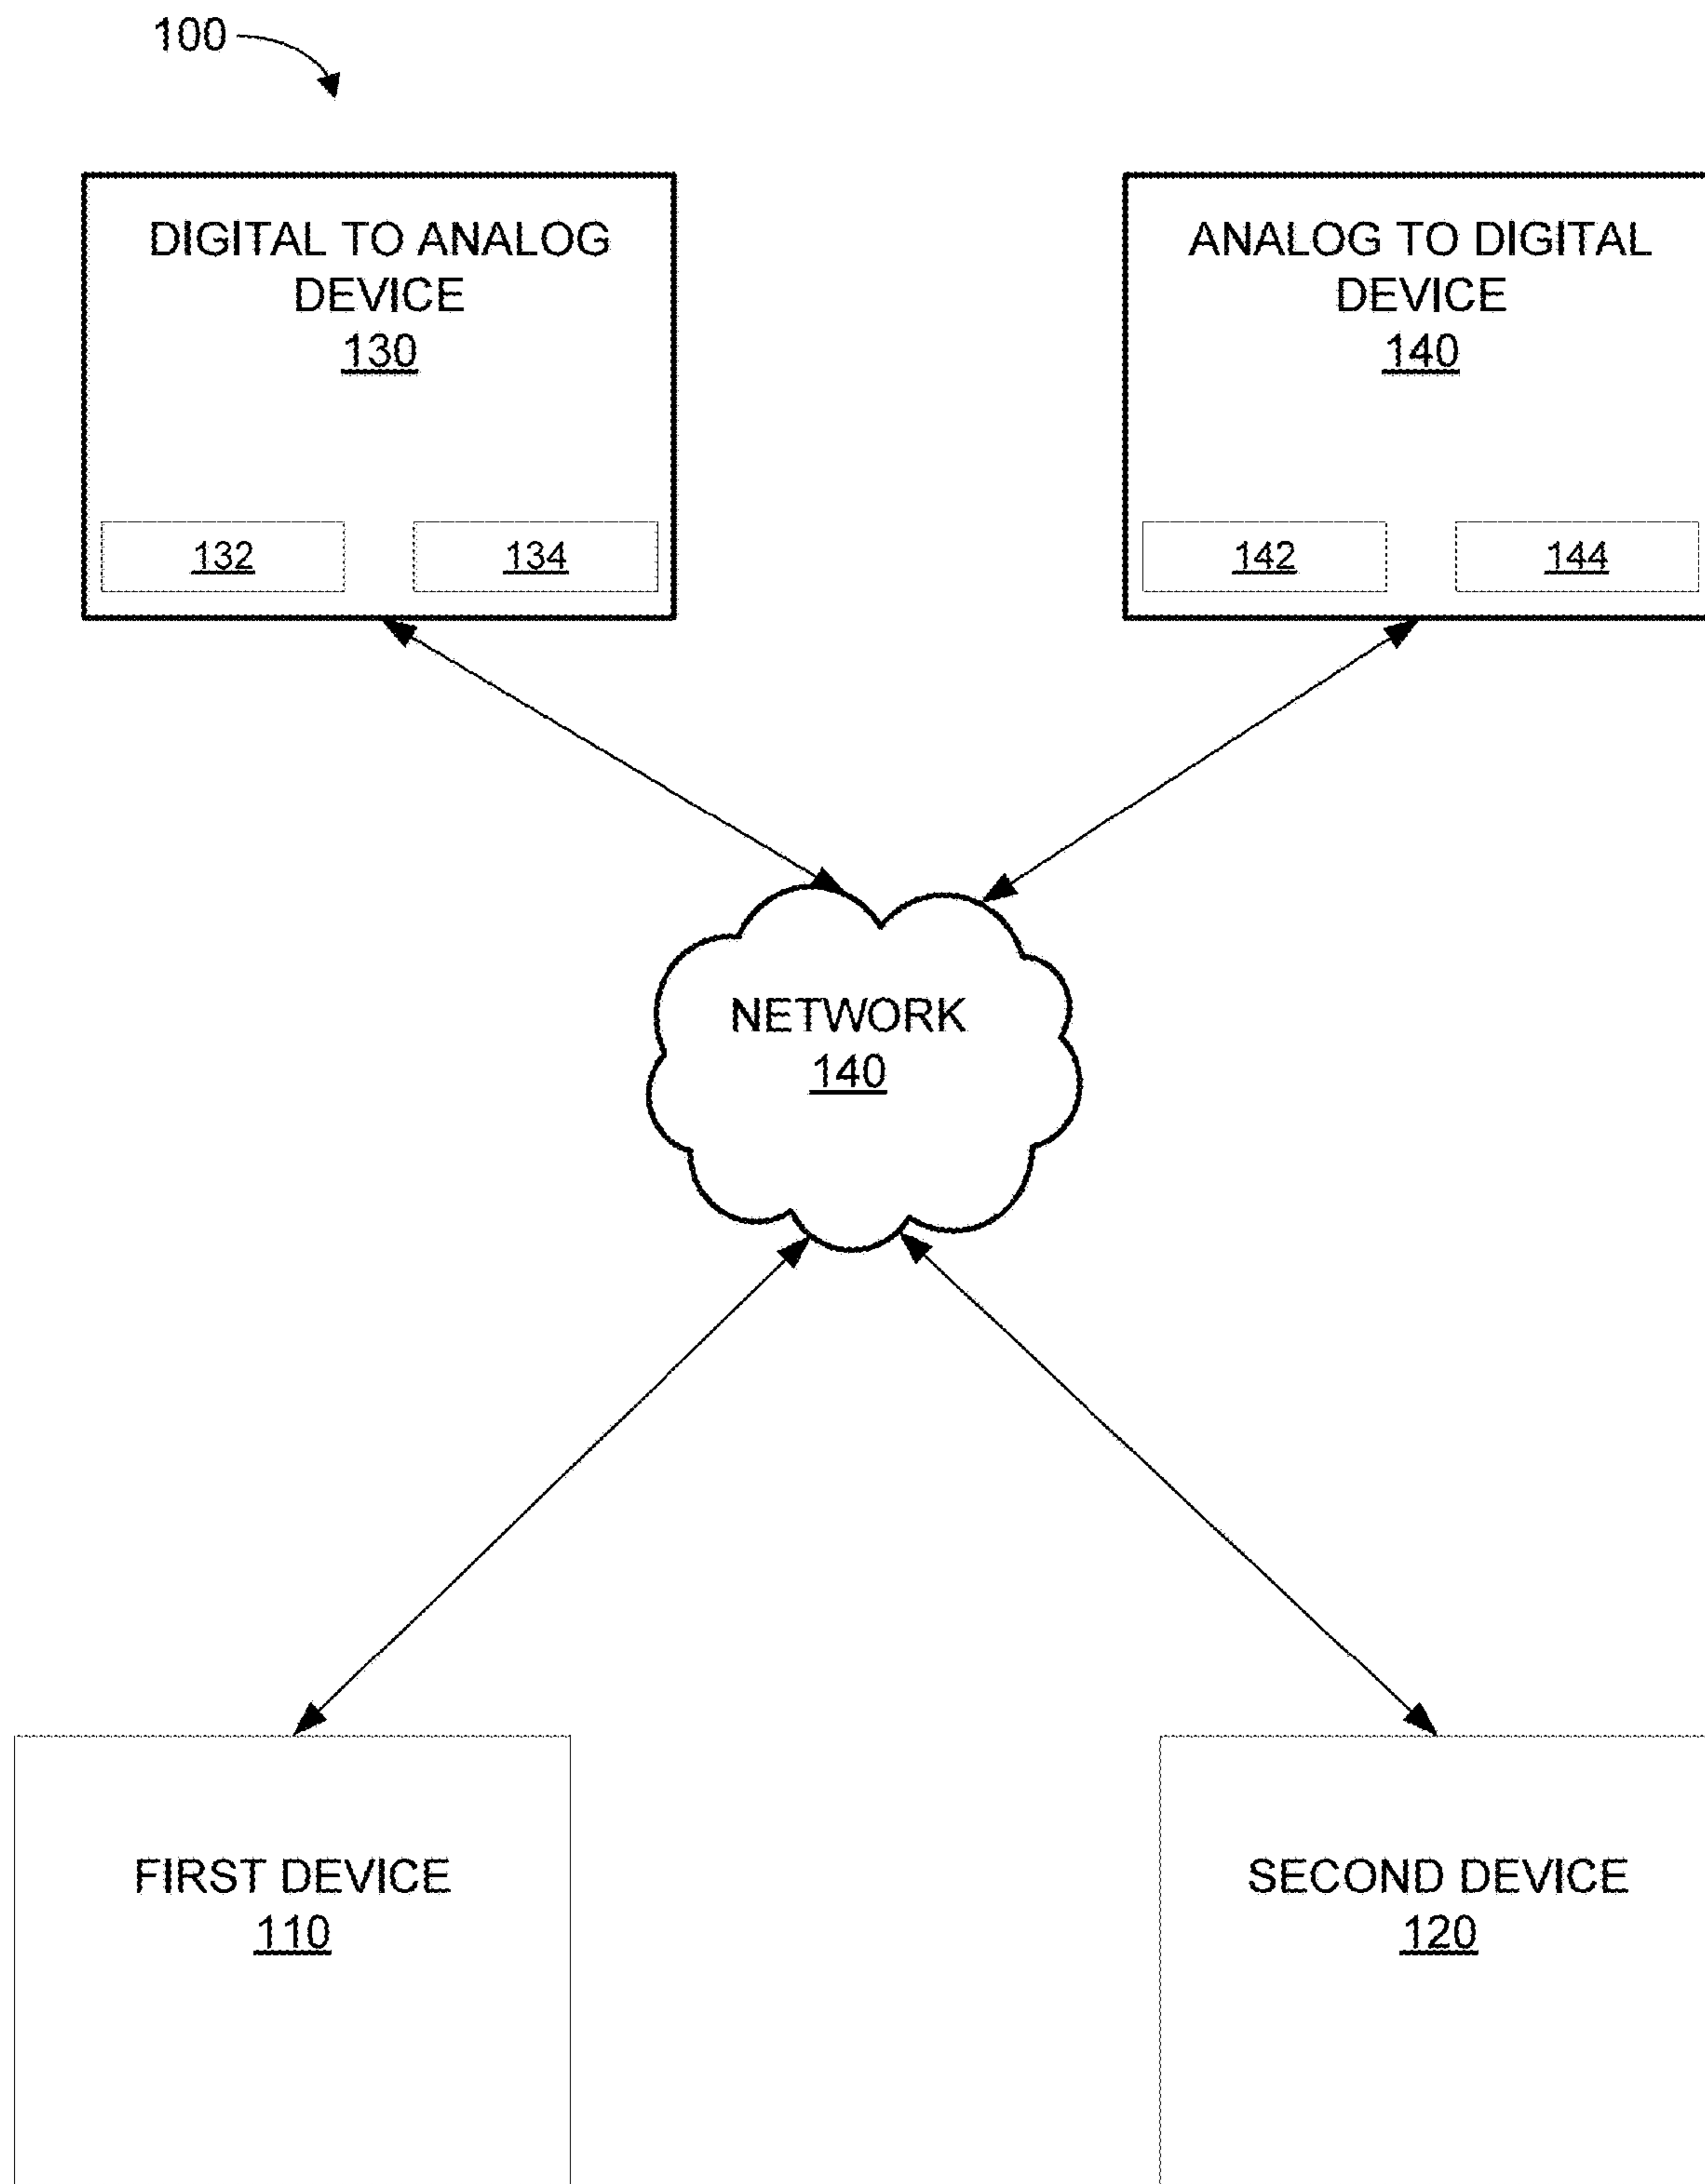 100
DIGITAL TO ANALOG
DEVICE
130
132
134
ANALOG TO DIGITAL
DEVICE
140
142
144
NETWORK
140
FIRST DEVICE
110
SECOND DEVICE
120